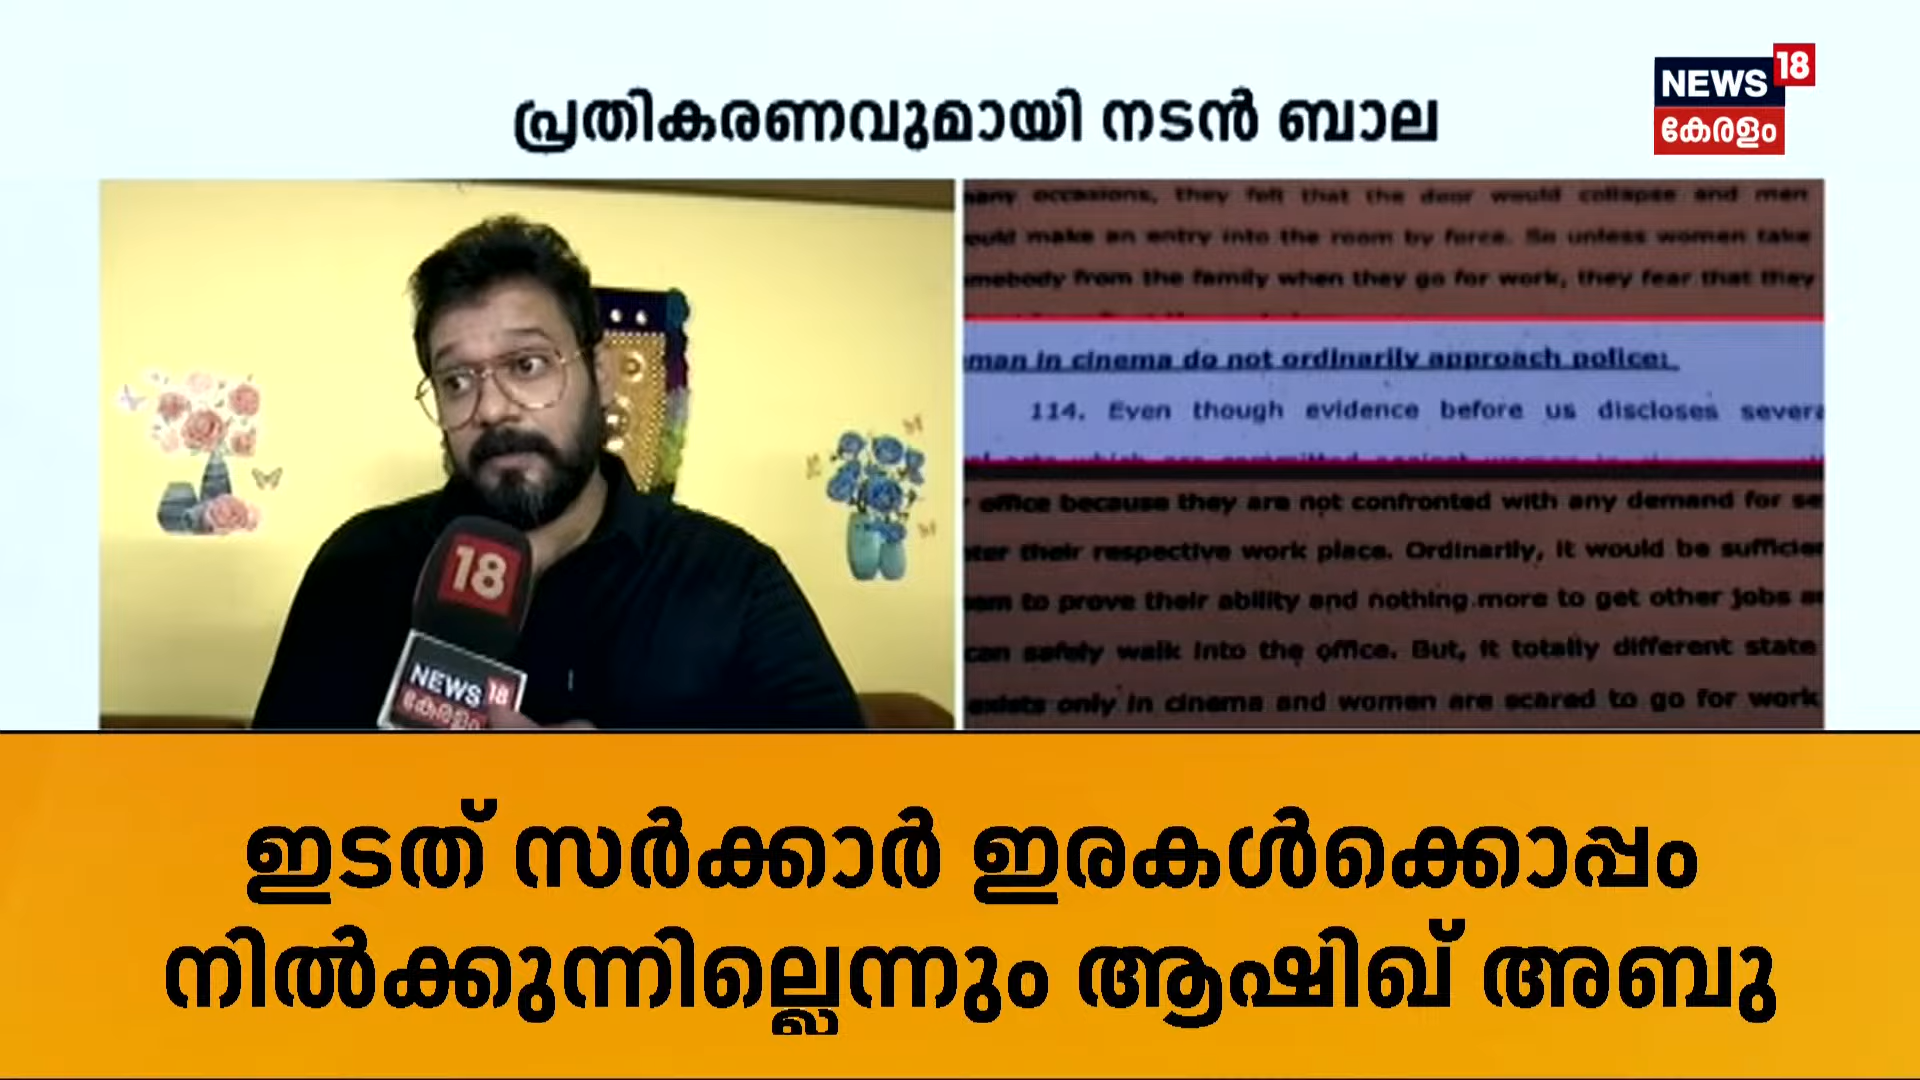 പ്രതികരണവുമായി നടൻ ബാല
NEWS 18
കേരളം
18
NEWS 18
കേരളം
many occasions, they felt that the door would collapse and men
would make an entry into the room by force. So unless women take
somebody from the family when they go for work, they fear that they
man in cinema do not ordinarily approach police:
114. Even though evidence before us discloses severa
office because they are not confronted with any demand for se
their respective work place. Ordinarily, it would be sufficien
to prove their ability and nothing more to get other jobs a
can safely walk into the office. But, it totally different state
exists only in cinema and women are scared to go for work
ഇടത് സർക്കാർ ഇരകൾക്കൊപ്പം
നിൽക്കുന്നില്ലെന്നും ആഷിഖ് അബു